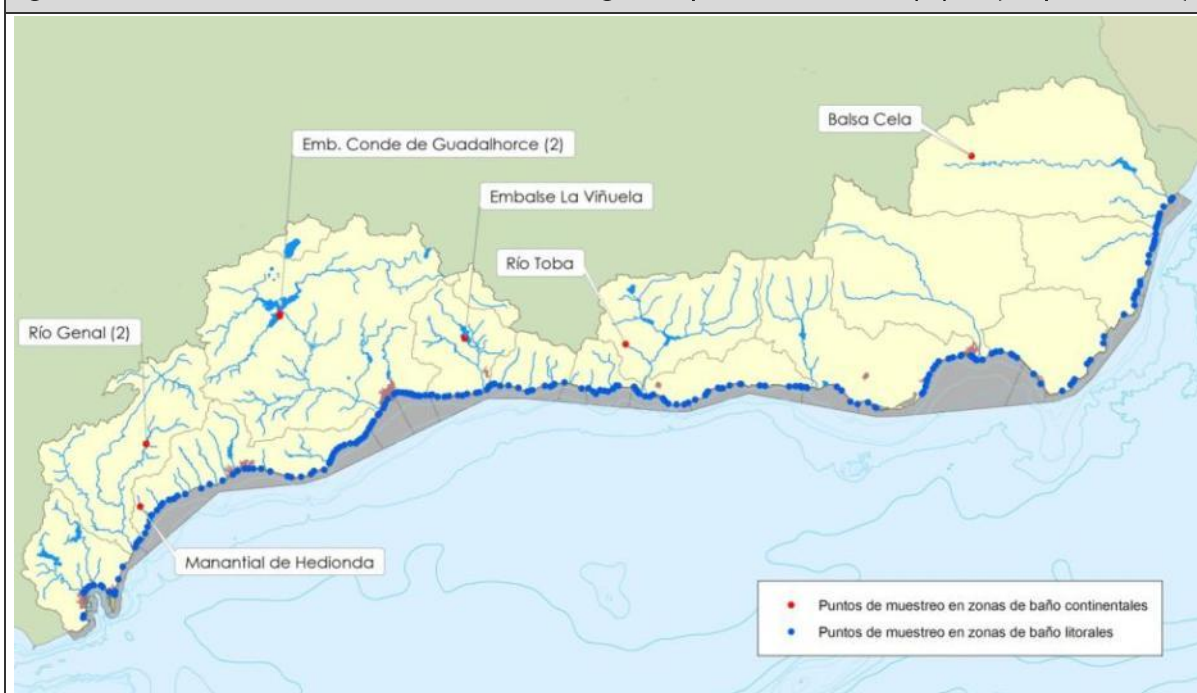 Balsa Cela
Emb. Conde de Guadalhorce (2)
Embalse La Viñuela
Río Toba
Río Genal (2)
Manantial de Hedionda
Puntos de muestreo en zonas de baño continentales
Puntos de muestreo en zonas de baño litorales